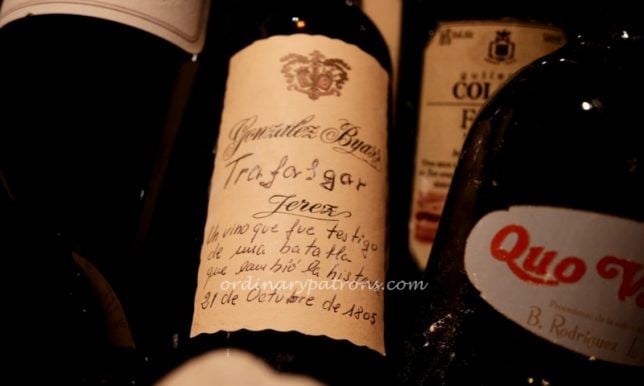 Gonzalez Byass
Trafalgar
Jerez
Un vino que fue testigo
de una batalla
que cambió la historia
ordinarypatrons.com
21 de Octubre de 1805
COL
QUO V
B. Rodriguez